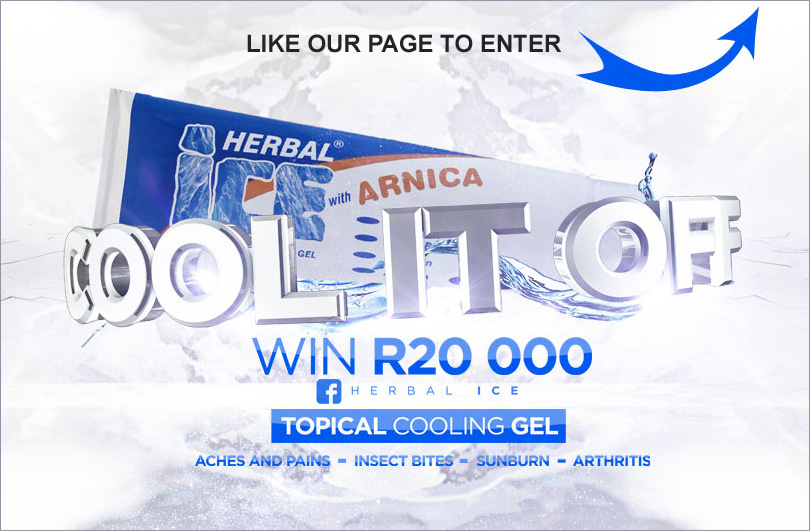 LIKE OUR PAGE TO ENTER
HERBAL®
ICE
with ARNICA
GEL
COOL IT OFF
WIN R20 000
f HERBAL ICE
TOPICAL COOLING GEL
ACHES AND PAINS - INSECT BITES - SUNBURN - ARTHRITIS